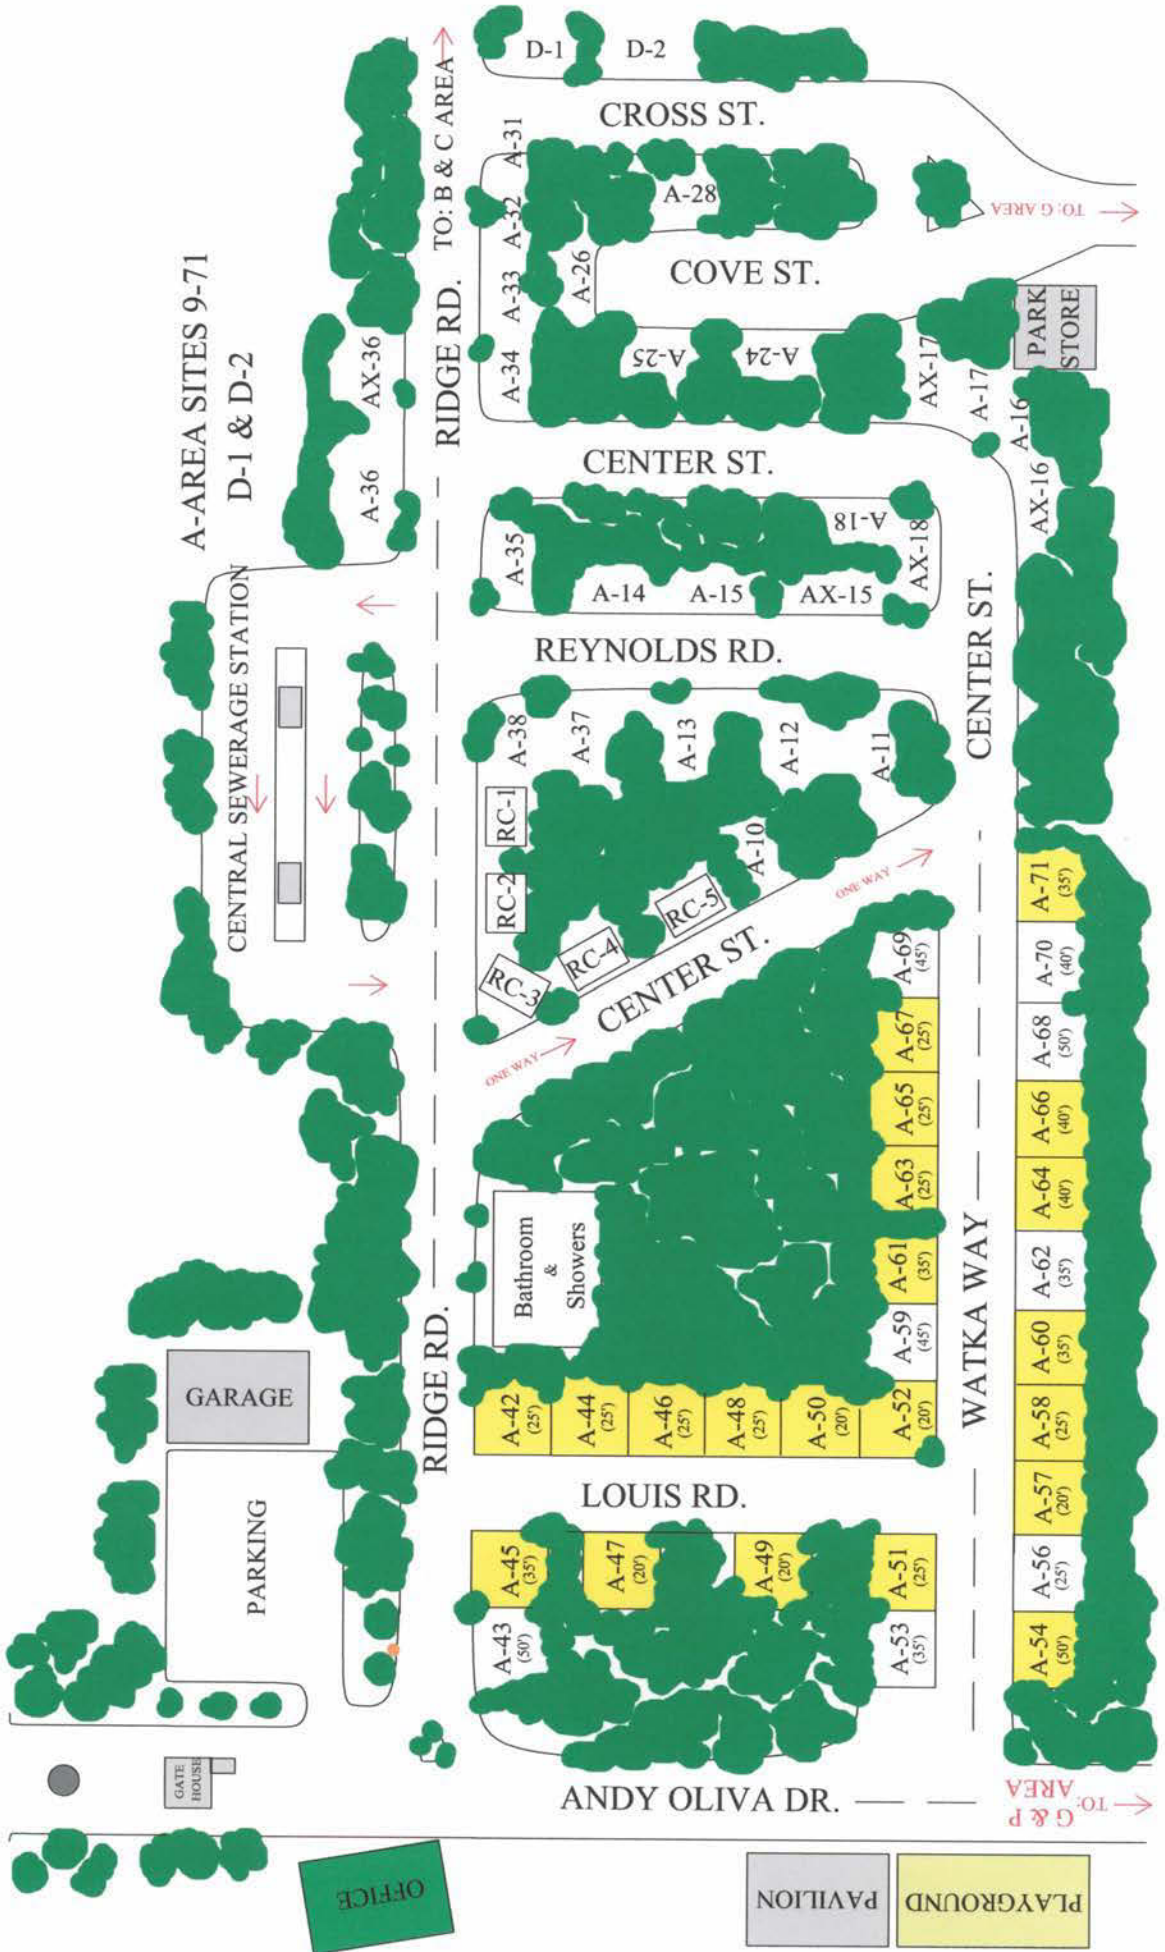 A-AREA SITES 9-71
D-1 & D-2
D-1
D-2
CROSS ST.
TO: B & C AREA
A-31
A-32
A-33
A-34
A-28
A-26
COVE ST.
A-25
A-24
TO: G AREA
PARK
STORE
RIDGE RD.
AX-36
A-36
AX-17
A-17
A-16
AX-16
CENTER ST.
A-35
A-14
A-15
AX-15
A-18
AX-18
REYNOLDS RD.
CENTER ST.
CENTRAL SEWERAGE STATION
A-38
A-37
A-13
A-12
A-11
RC-1
RC-2
RC-3
RC-4
RC-5
A-10
CENTER ST.
ONE WAY
ONE WAY
A-71
(35')
A-70
(40')
A-69
(45')
A-68
(50')
A-67
(25')
A-66
(40')
A-65
(25')
A-64
(40')
A-63
(25')
A-62
(35')
A-61
(35')
A-60
(35')
A-59
(45')
A-58
(25')
A-57
(20')
A-56
(25')
A-54
(50')
WATKA WAY
Bathroom
&
Showers
RIDGE RD.
GARAGE
PARKING
A-42
(25')
A-44
(25')
A-46
(25')
A-48
(25')
A-50
(20')
A-52
(20')
LOUIS RD.
A-45
(35')
A-47
(20')
A-49
(20')
A-51
(25')
A-43
(50')
A-53
(35')
GATE
HOUSE
ANDY OLIVA DR.
TO:
G & P
AREA
OFFICE
PAVILION
PLAYGROUND